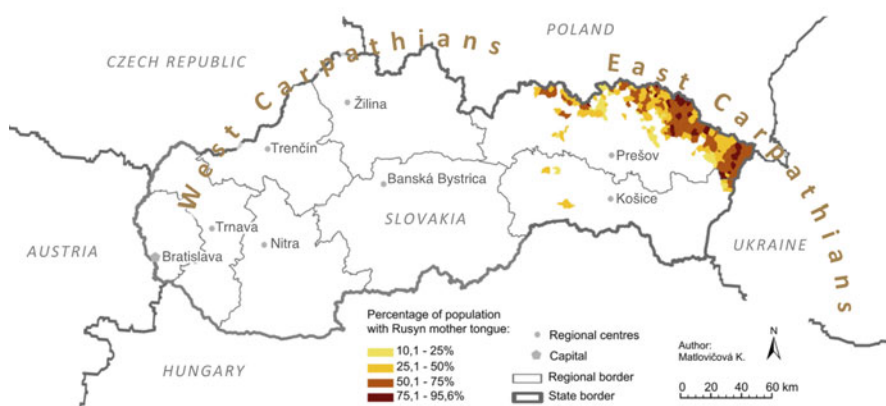 POLAND
CZECH REPUBLIC
West Carpathians
East Carpathians
Žilina
Trenčín
Prešov
Banská Bystrica
Košice
SLOVAKIA
Trnava
Nitra
AUSTRIA
Bratislava
UKRAINE
HUNGARY
Percentage of population
with Rusyn mother tongue:
10,1 - 25%
25,1 - 50%
50,1 - 75%
75,1 - 95,6%
Regional centres
Capital
Regional border
State border
Author:
Matlovičová K.
N
0 20 40 60 km